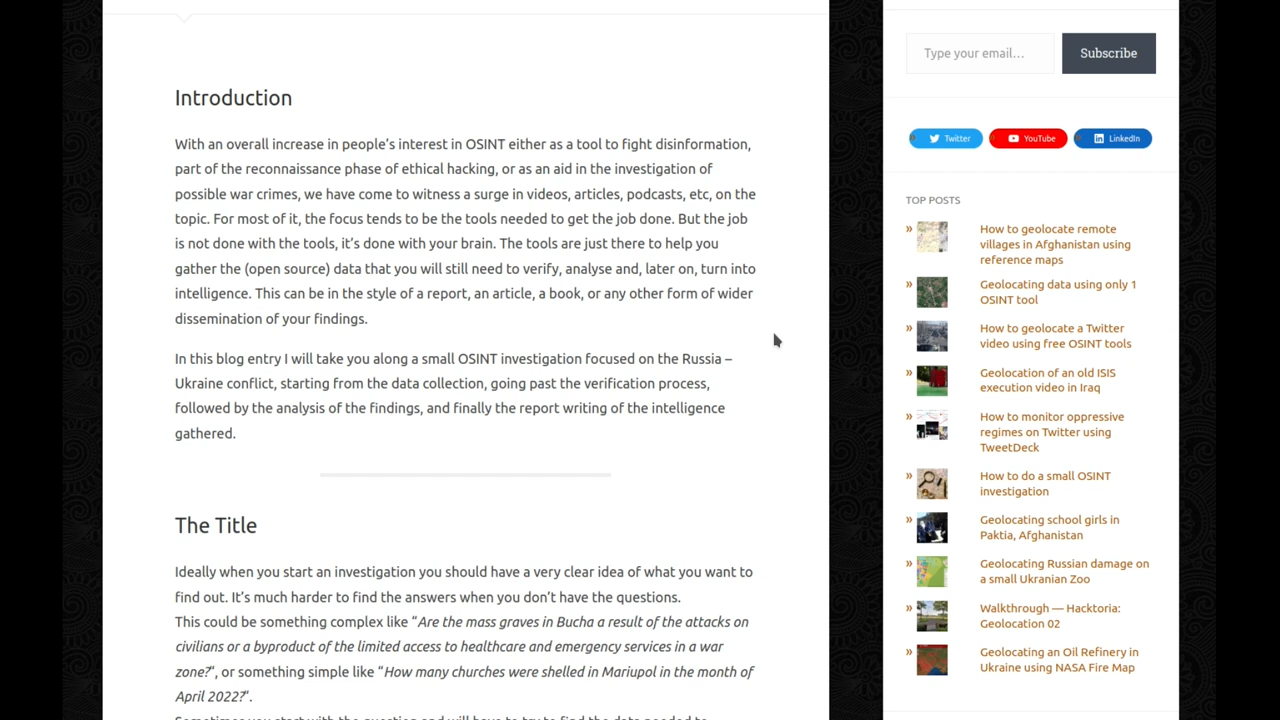 Introduction
With an overall increase in people's interest in OSINT either as a tool to fight disinformation,
part of the reconnaissance phase of ethical hacking, or as an aid in the investigation of
possible war crimes, we have come to witness a surge in videos, articles, podcasts, etc, on the
topic. For most of it, the focus tends to be the tools needed to get the job done. But the job
is not done with the tools, it's done with your brain. The tools are just there to help you
gather the (open source) data that you will still need to verify, analyse and, later on, turn into
intelligence. This can be in the style of a report, an article, a book, or any other form of wider
dissemination of your findings.
In this blog entry I will take you along a small OSINT investigation focused on the Russia –
Ukraine conflict, starting from the data collection, going past the verification process,
followed by the analysis of the findings, and finally the report writing of the intelligence
gathered.
The Title
Ideally when you start an investigation you should have a very clear idea of what you want to
find out. It's much harder to find the answers when you don't have the questions.
This could be something complex like “Are the mass graves in Bucha a result of the attacks on
civilians or a byproduct of the limited access to healthcare and emergency services in a war
zone?“, or something simple like “How many churches were shelled in Mariupol in the month of
April 2022?“.
Sometimes you start with the question and will have to try to find the data needed to
Type your email…
Subscribe
Twitter
YouTube
LinkedIn
TOP POSTS
» How to geolocate remote
villages in Afghanistan using
reference maps
» Geolocating data using only 1
OSINT tool
» How to geolocate a Twitter
video using free OSINT tools
» Geolocation of an old ISIS
execution video in Iraq
» How to monitor oppressive
regimes on Twitter using
TweetDeck
» How to do a small OSINT
investigation
» Geolocating school girls in
Paktia, Afghanistan
» Geolocating Russian damage on
a small Ukranian Zoo
» Walkthrough — Hacktoria:
Geolocation 02
» Geolocating an Oil Refinery in
Ukraine using NASA Fire Map